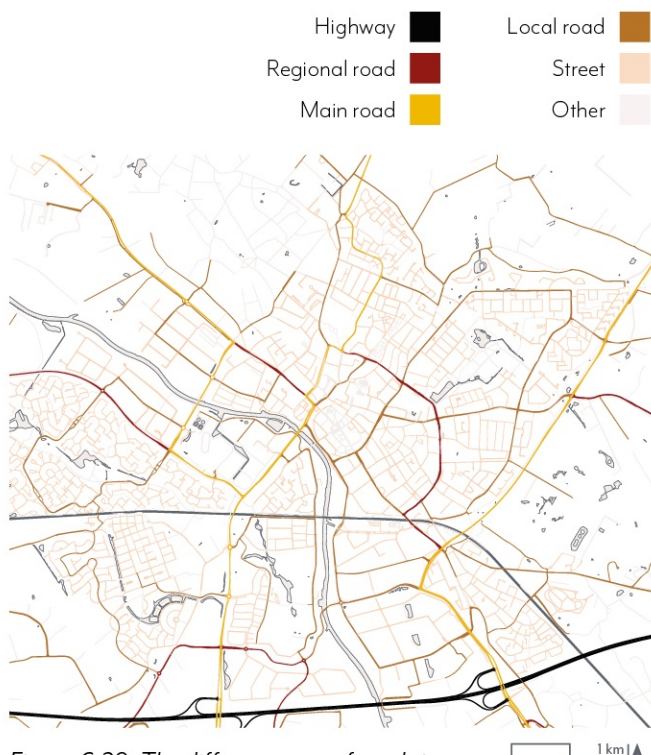 Highway
Local road
Regional road
Street
Main road
Other
1 km